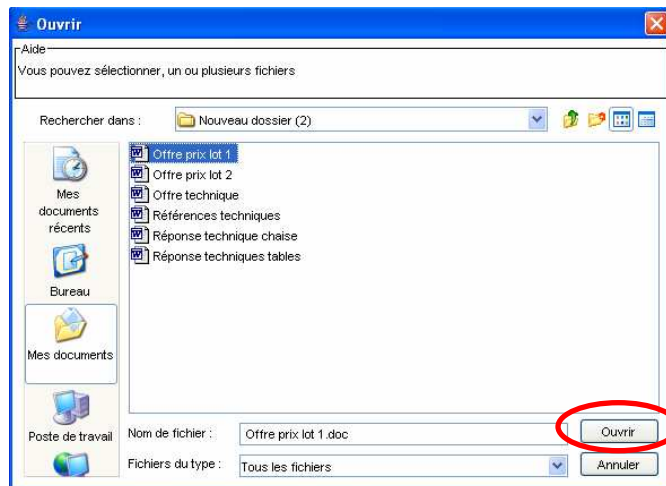 Ouvrir
Aide
Vous pouvez sélectionner, un ou plusieurs fichiers
Rechercher dans :
Nouveau dossier (2)
Mes documents récents
Bureau
Mes documents
Poste de travail
Offre prix lot 1
Offre prix lot 2
Offre technique
Références techniques
Réponse technique chaise
Réponse techniques tables
Nom de fichier :
Offre prix lot 1.doc
Ouvrir
Fichiers du type :
Tous les fichiers
Annuler